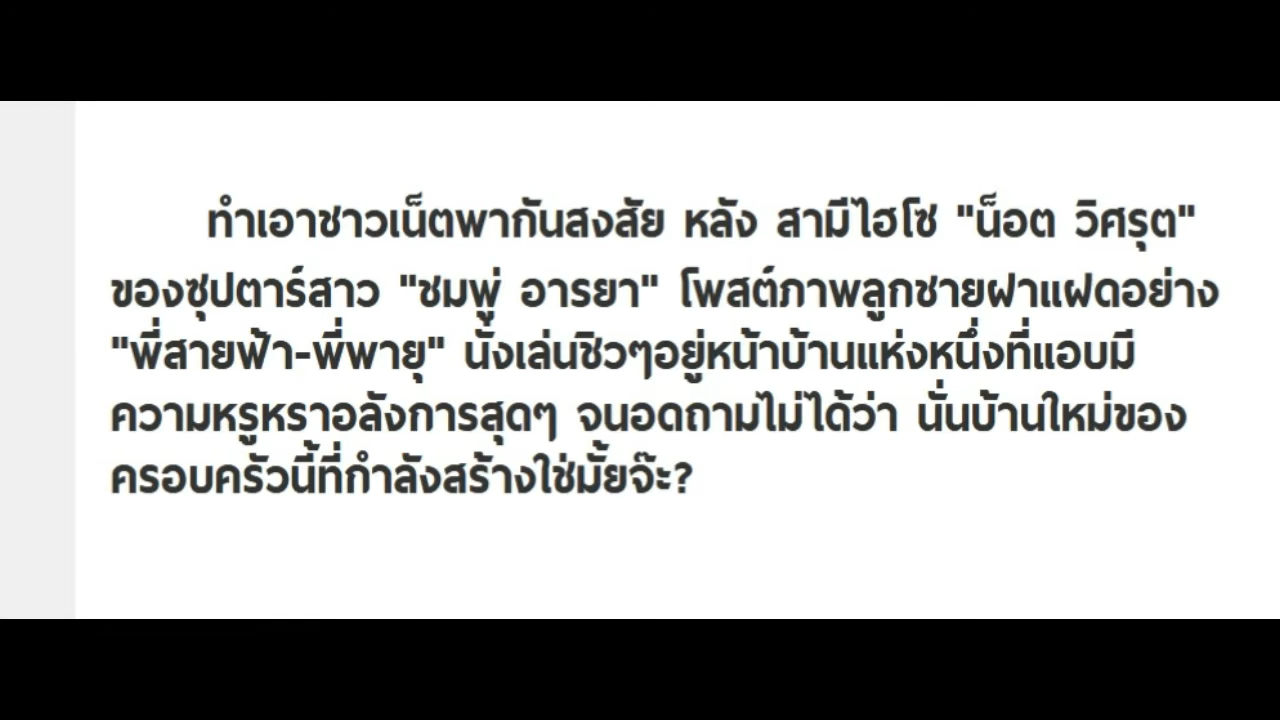 ทำเอาชาวเน็ตพากันสงสัย หลัง สามีไฮโซ "น็อต วิศรุต"
ของซุปตาร์สาว "ชมพู่ อารยา" โพสต์ภาพลูกชายฝาแฝดอย่าง
"พี่สายฟ้า-พี่พายุ" นั่งเล่นชิวๆอยู่หน้าบ้านแห่งหนึ่งที่แอบมี
ความหรูหราอลังการสุดๆ จนอดถามไม่ได้ว่า นั่นบ้านใหม่ของ
ครอบครัวนี้ที่กำลังสร้างใช่มั้ยจ๊ะ?